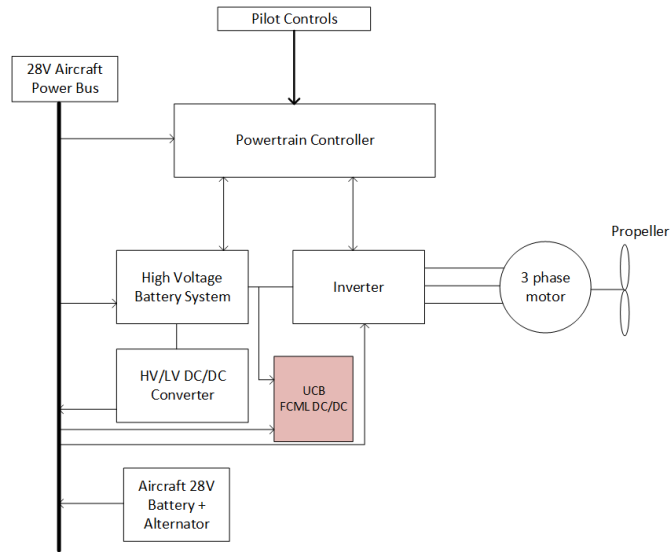 Pilot Controls
28V Aircraft
Power Bus
Powertrain Controller
Propeller
High Voltage
Battery System
Inverter
3 phase
motor
HV/LV DC/DC
Converter
UCB
FCML DC/DC
Aircraft 28V
Battery +
Alternator